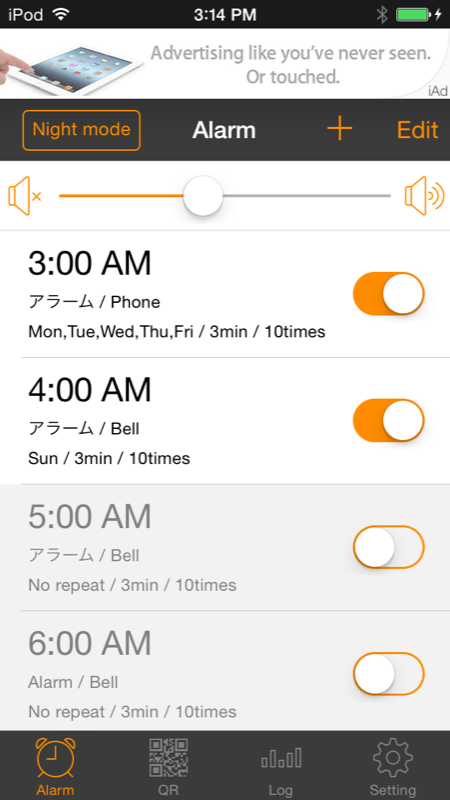 iPod 3:14 PM
Advertising like you've never seen.
Or touched.
iAd
Night mode Alarm + Edit
3:00 AM
アラーム / Phone
Mon,Tue,Wed,Thu,Fri / 3min / 10times
4:00 AM
アラーム / Bell
Sun / 3min / 10times
5:00 AM
アラーム / Bell
No repeat / 3min / 10times
6:00 AM
Alarm / Bell
No repeat / 3min / 10times
Alarm QR Log Setting